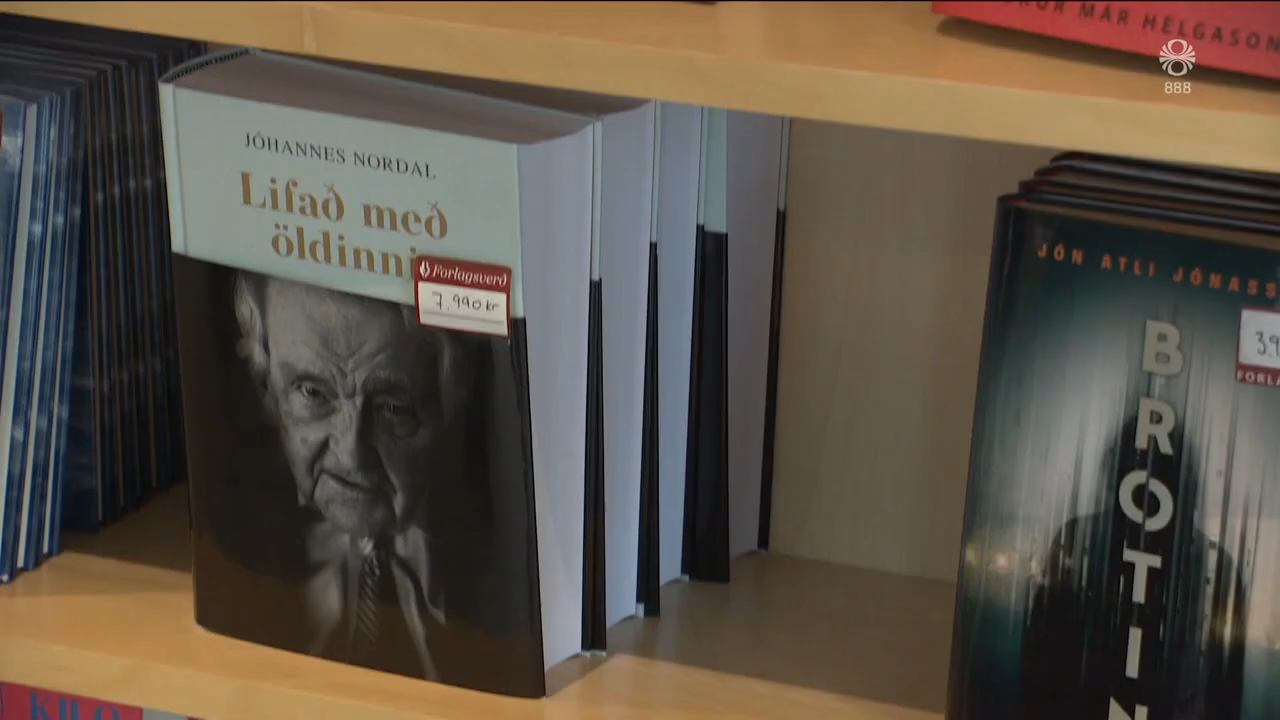 MÁR HELGASON
888
JÓHANNES NORDAL
Lifað með
öldinni
Forlagsverð
7.990 kr
JÓN ATLI JÓNASS
BROTIN
3.9
FORLA